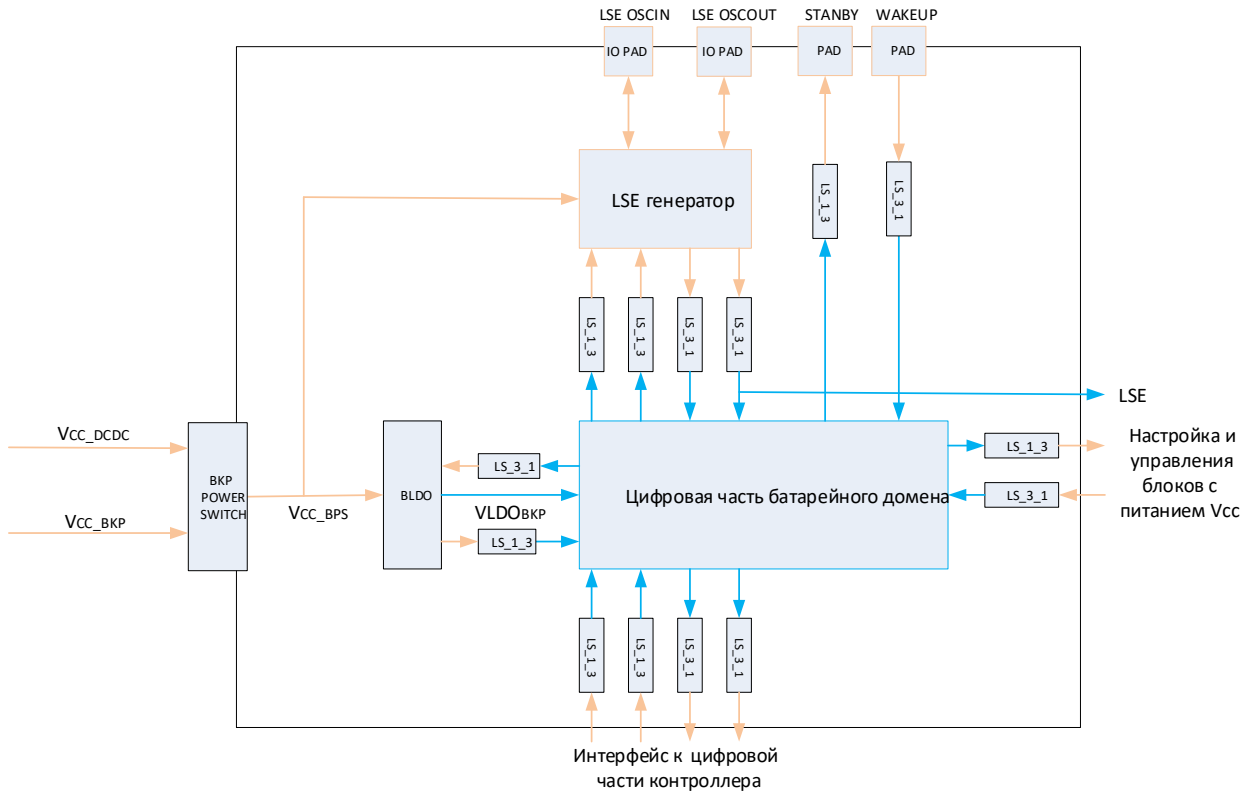 LSE OSCIN LSE OSCOUT STANBY WAKEUP
IO PAD IO PAD PAD PAD
LSE генератор
LS_1_3 LS_3_1
LS_1_3 LS_1_3 LS_3_1 LS_3_1
LSE
VCC_DCDC
VCC_BKP
BKP
POWER
SWITCH
VCC_BPS
BLDO
LS_3_1
VLDOBKP
LS_1_3
Цифровая часть батарейного домена
LS_1_3
LS_3_1
Настройка и
управления
блоков с
питанием Vcc
LS_1_3 LS_1_3 LS_3_1 LS_3_1
Интерфейс к цифровой
части контроллера